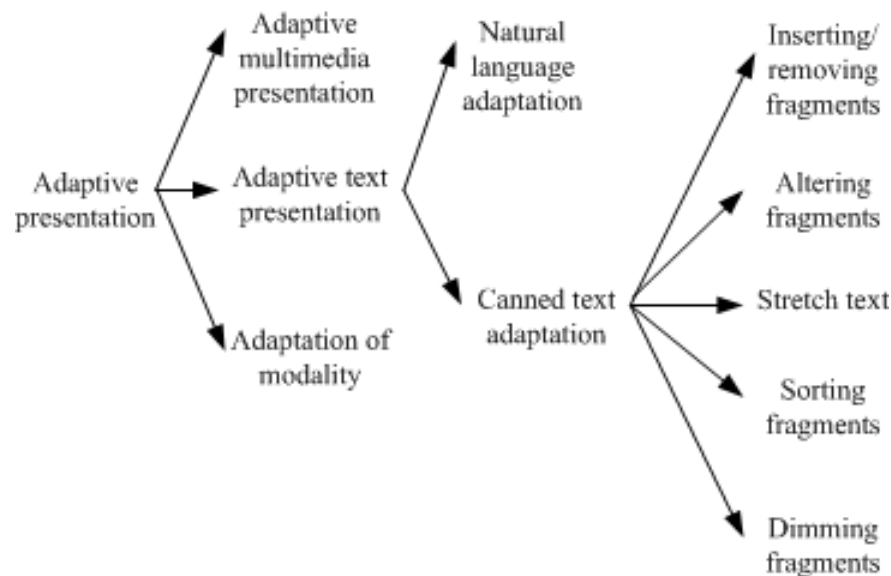 Adaptive
presentation
Adaptive
multimedia
presentation
Adaptive text
presentation
Adaptation of
modality
Natural
language
adaptation
Canned text
adaptation
Inserting/
removing
fragments
Altering
fragments
Stretch text
Sorting
fragments
Dimming
fragments